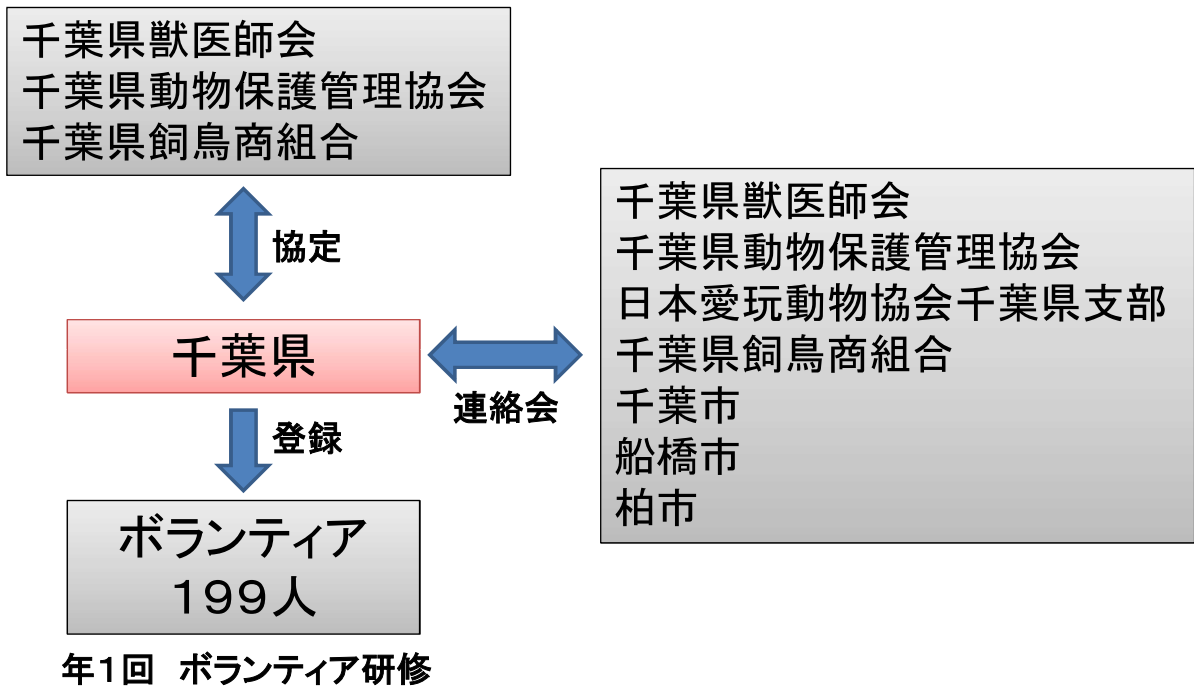 千葉県獣医師会
千葉県動物保護管理協会
千葉県飼鳥商組合
協定
千葉県
連絡会
登録
ボランティア
199人
年1回 ボランティア研修
千葉県獣医師会
千葉県動物保護管理協会
日本愛玩動物協会千葉県支部
千葉県飼鳥商組合
千葉市
船橋市
柏市